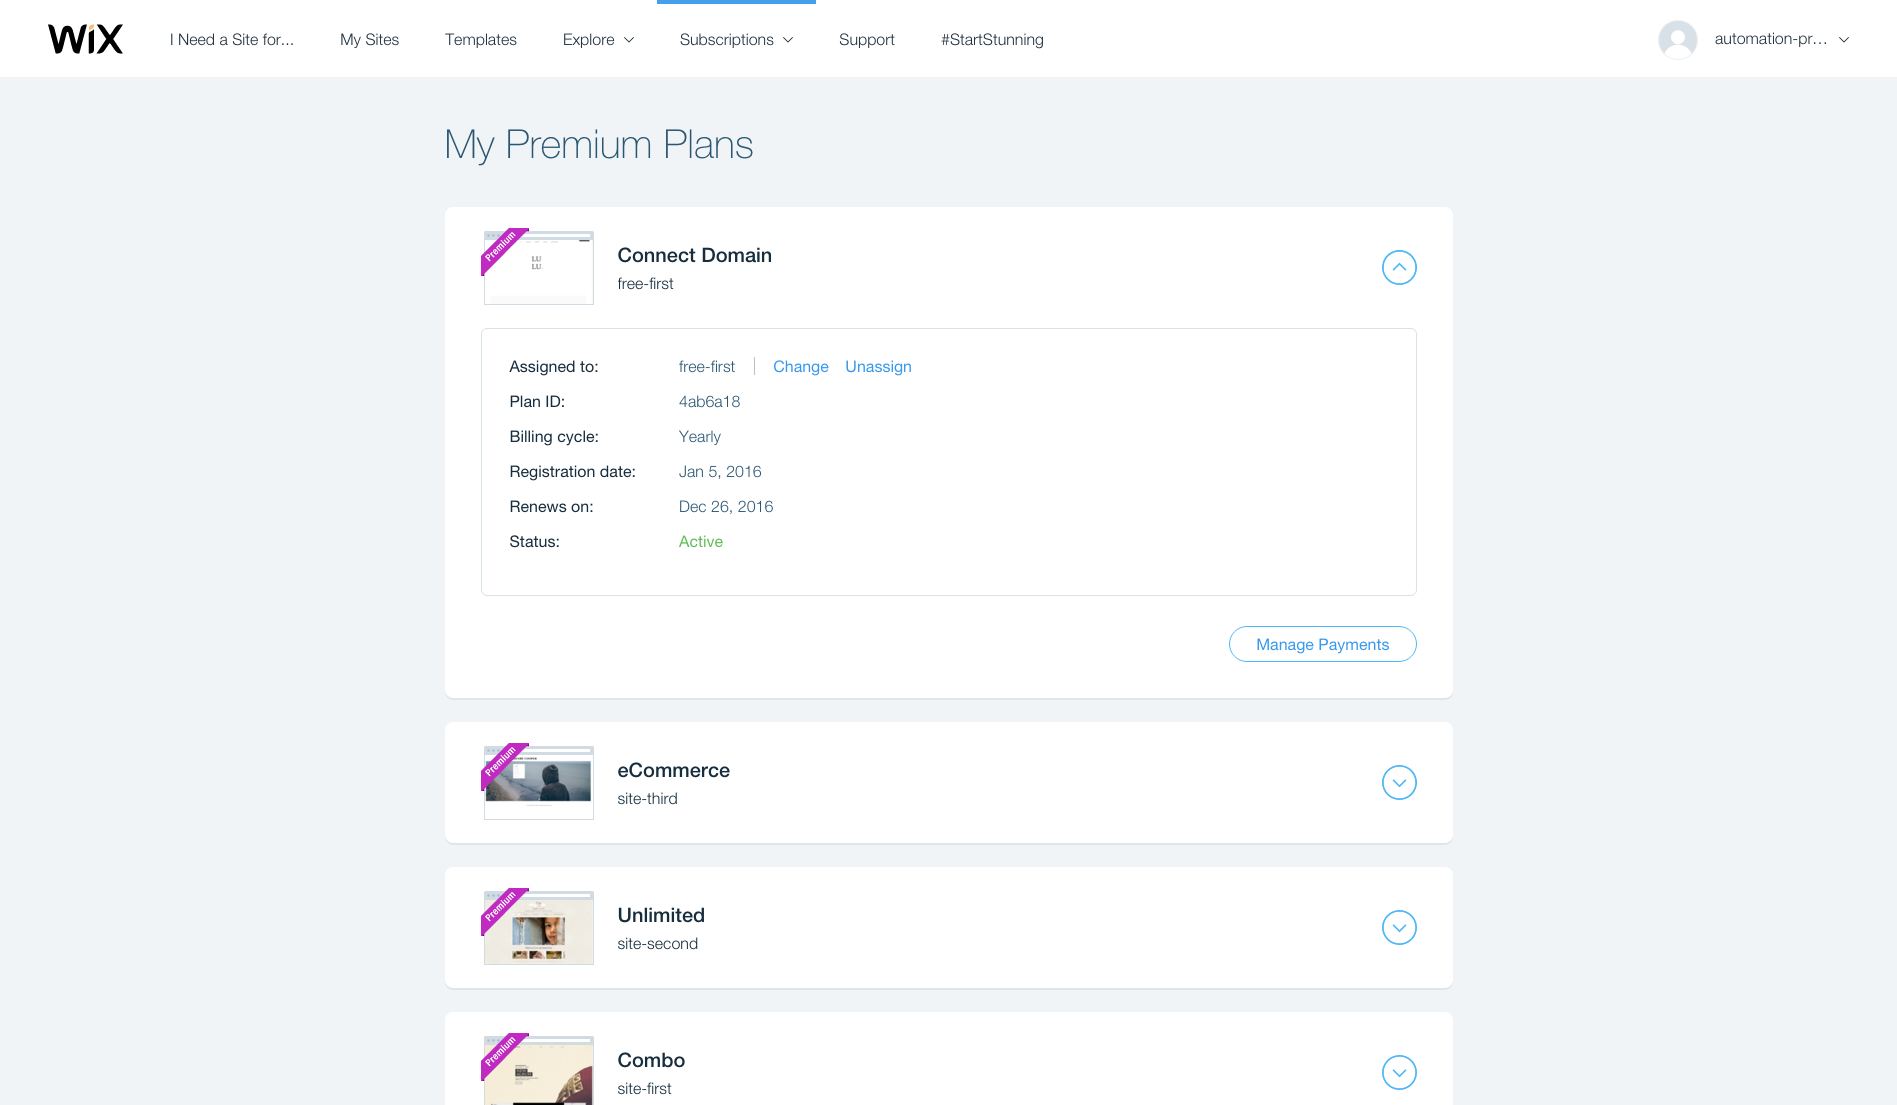 WiX
I Need a Site for...
My Sites
Templates
Explore
Subscriptions
Support
#StartStunning
automation-pr...
My Premium Plans
Premium
LU
LU
Connect Domain
free-first
Assigned to: free-first Change Unassign
Plan ID: 4ab6a18
Billing cycle: Yearly
Registration date: Jan 5, 2016
Renews on: Dec 26, 2016
Status: Active
Manage Payments
Premium
eCommerce
site-third
Premium
Unlimited
site-second
Premium
Combo
site-first